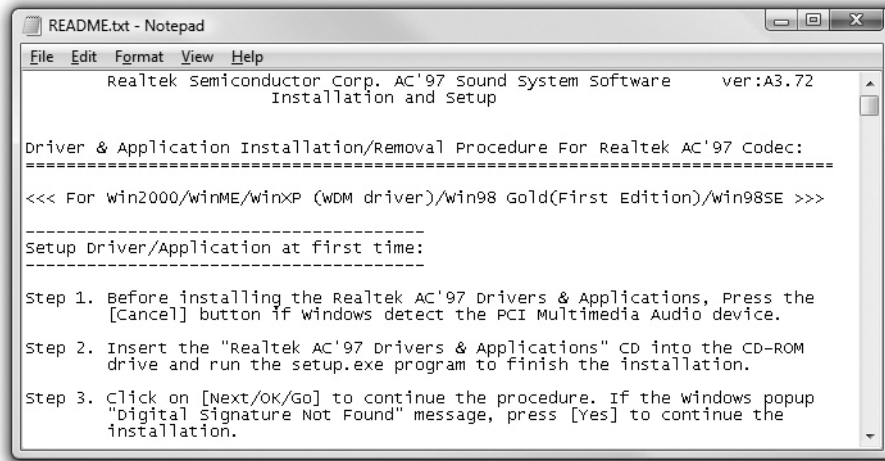 README.txt - Notepad
File Edit Format View Help
Realtek Semiconductor Corp. AC'97 Sound System Software ver:A3.72
Installation and Setup
Driver & Application Installation/Removal Procedure For Realtek AC'97 Codec:
==============================================================================
<<< For Win2000/WinME/WinXP (WDM driver)/Win98 Gold(First Edition)/Win98SE >>>
---------------------------------------
Setup Driver/Application at first time:
---------------------------------------
Step 1. Before installing the Realtek AC'97 Drivers & Applications, Press the
[Cancel] button if Windows detect the PCI Multimedia Audio device.
Step 2. Insert the "Realtek AC'97 Drivers & Applications" CD into the CD-ROM
drive and run the setup.exe program to finish the installation.
Step 3. Click on [Next/OK/Go] to continue the procedure. If the Windows popup
"Digital Signature Not Found" message, press [Yes] to continue the
installation.